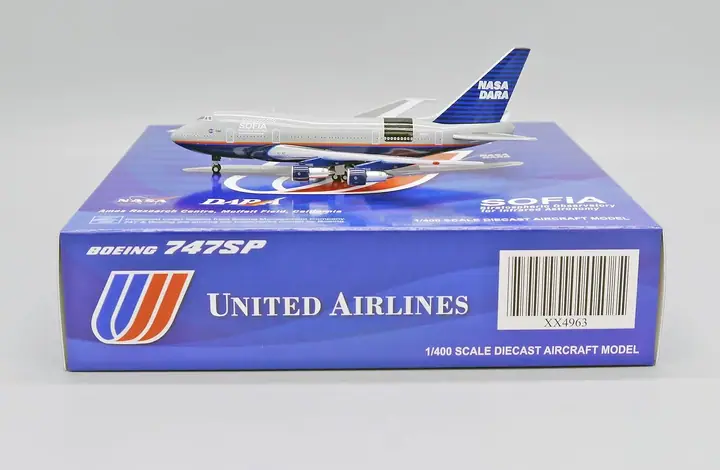 NASA
DARA
SOFIA
NASA
DARA
SOFIA
Stratospheric Observatory
for Infrared Astronomy
Ames Research Centre, Moffett Field, California
1/400 SCALE DIECAST AIRCRAFT MODEL
BOEING 747SP
UNITED AIRLINES
XX4963
1/400 SCALE DIECAST AIRCRAFT MODEL